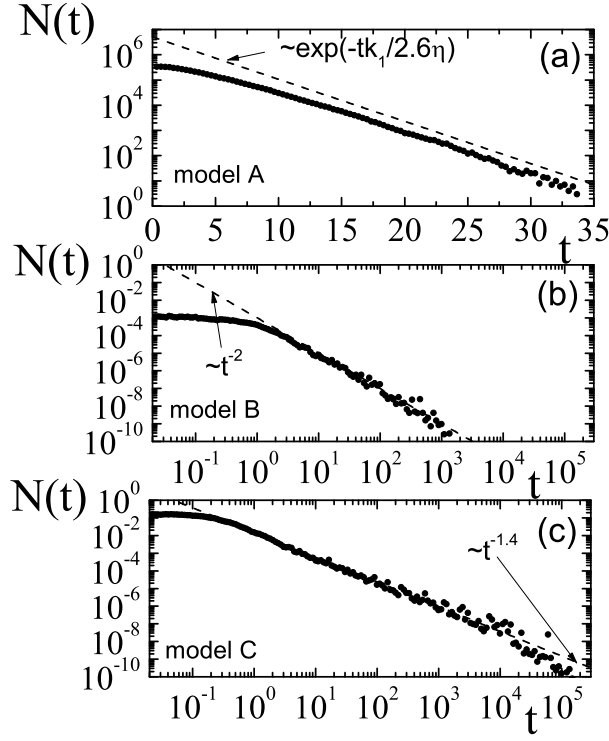 N(t)
10^6
10^4
10^2
10^0
~exp(-tk_1/2.6η)
(a)
model A
0 5 10 15 20 25 30 35
t
N(t)
10^0
10^-2
10^-4
10^-6
10^-8
10^-10
(b)
~t^-2
model B
10^-1 10^0 10^1 10^2 10^3 10^4 10^5
t
N(t)
10^0
10^-2
10^-4
10^-6
10^-8
10^-10
(c)
~t^-1.4
model C
10^-1 10^0 10^1 10^2 10^3 10^4 10^5
t